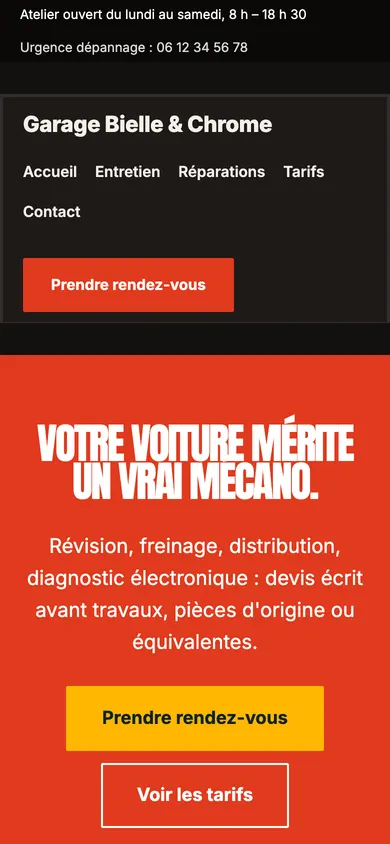 Atelier ouvert du lundi au samedi, 8 h – 18 h 30
Urgence dépannage : 06 12 34 56 78
Garage Bielle & Chrome
Accueil Entretien Réparations Tarifs
Contact
Prendre rendez-vous
VOTRE VOITURE MÉRITE
UN VRAI MÉCANO.
Révision, freinage, distribution,
diagnostic électronique : devis écrit
avant travaux, pièces d'origine ou
équivalentes.
Prendre rendez-vous
Voir les tarifs